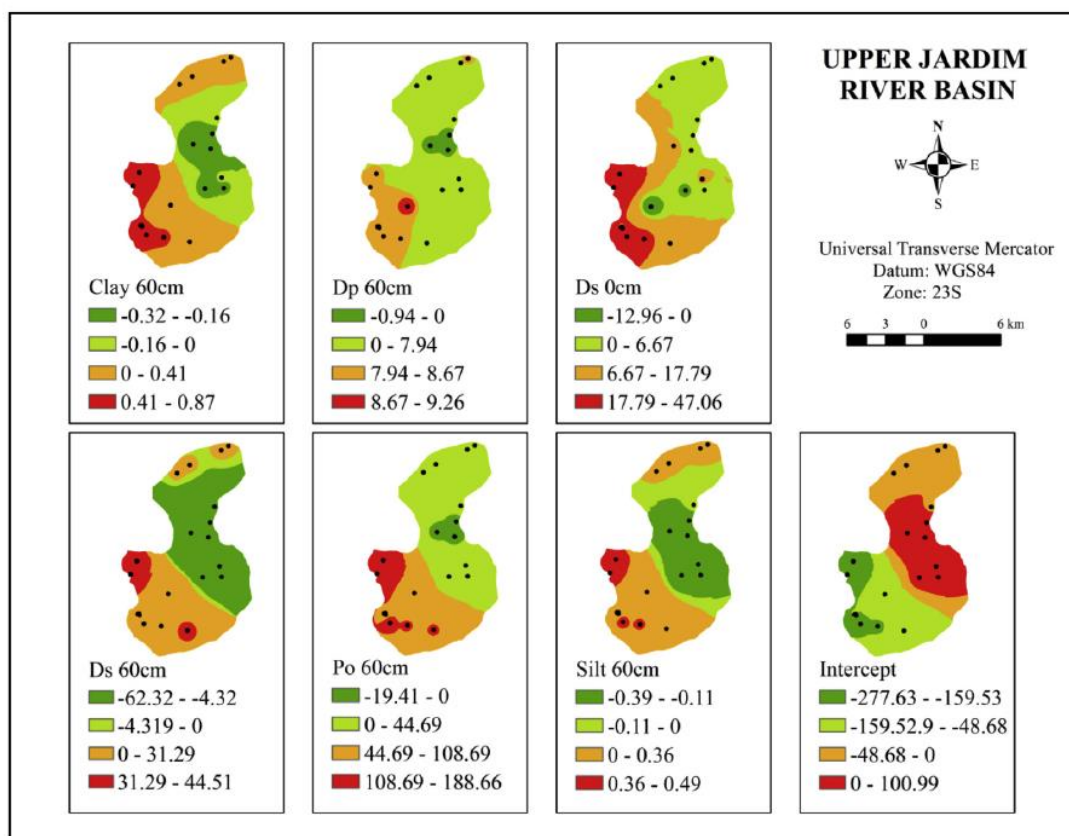 UPPER JARDIM
RIVER BASIN
N
W
E
S
Universal Transverse Mercator
Datum: WGS84
Zone: 23S
6 3 0 6 km
Clay 60cm
-0.32 - -0.16
-0.16 - 0
0 - 0.41
0.41 - 0.87
Dp 60cm
-0.94 - 0
0 - 7.94
7.94 - 8.67
8.67 - 9.26
Ds 0cm
-12.96 - 0
0 - 6.67
6.67 - 17.79
17.79 - 47.06
Ds 60cm
-62.32 - -4.32
-4.319 - 0
0 - 31.29
31.29 - 44.51
Po 60cm
-19.41 - 0
0 - 44.69
44.69 - 108.69
108.69 - 188.66
Silt 60cm
-0.39 - -0.11
-0.11 - 0
0 - 0.36
0.36 - 0.49
Intercept
-277.63 - -159.53
-159.52.9 - -48.68
-48.68 - 0
0 - 100.99